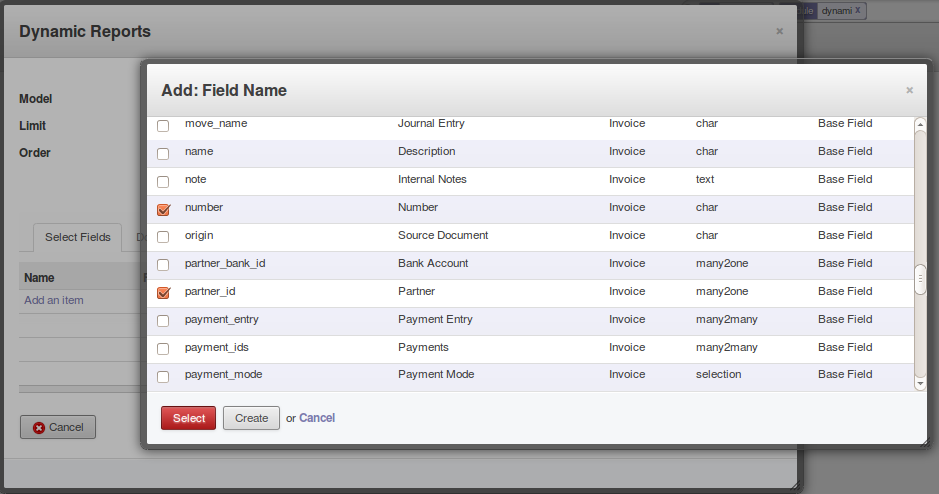 ule dynami x
Dynamic Reports ×
Add: Field Name ×
Model
Limit
Order
move_name Journal Entry Invoice char Base Field
name Description Invoice char Base Field
note Internal Notes Invoice text Base Field
number Number Invoice char Base Field
origin Source Document Invoice char Base Field
Select Fields
partner_bank_id Bank Account Invoice many2one Base Field
Name
partner_id Partner Invoice many2one Base Field
Add an item
payment_entry Payment Entry Invoice many2many Base Field
payment_ids Payments Invoice many2many Base Field
payment_mode Payment Mode Invoice selection Base Field
Select Create or Cancel
Cancel